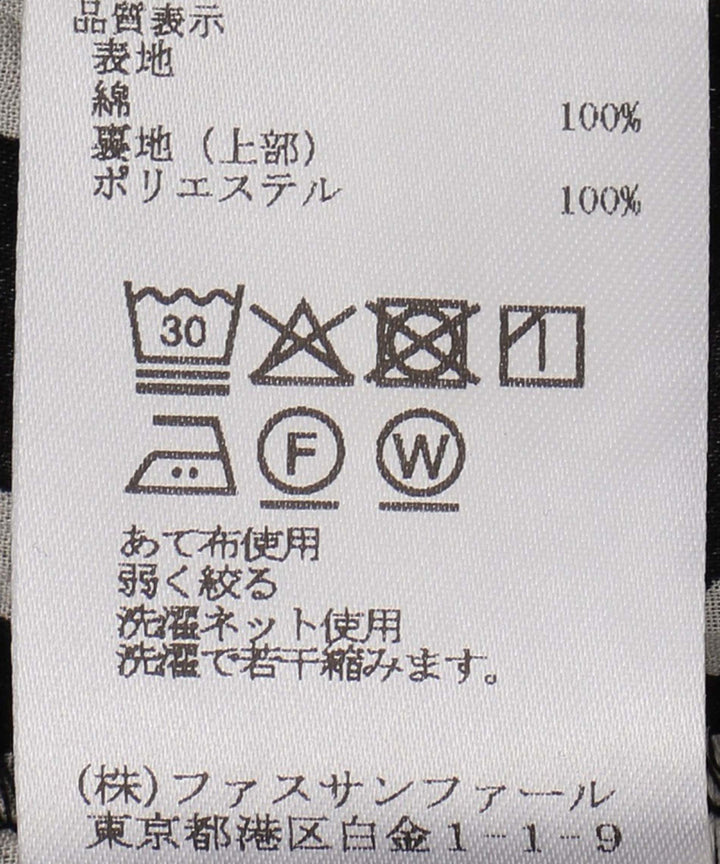 品質表示
表地
綿 100%
裏地(上部)
ポリエステル 100%
30
F W
あて布使用
弱く絞る
洗濯ネット使用
洗濯で若干縮みます。
(株)ファスサンファール
東京都港区白金1-1-9